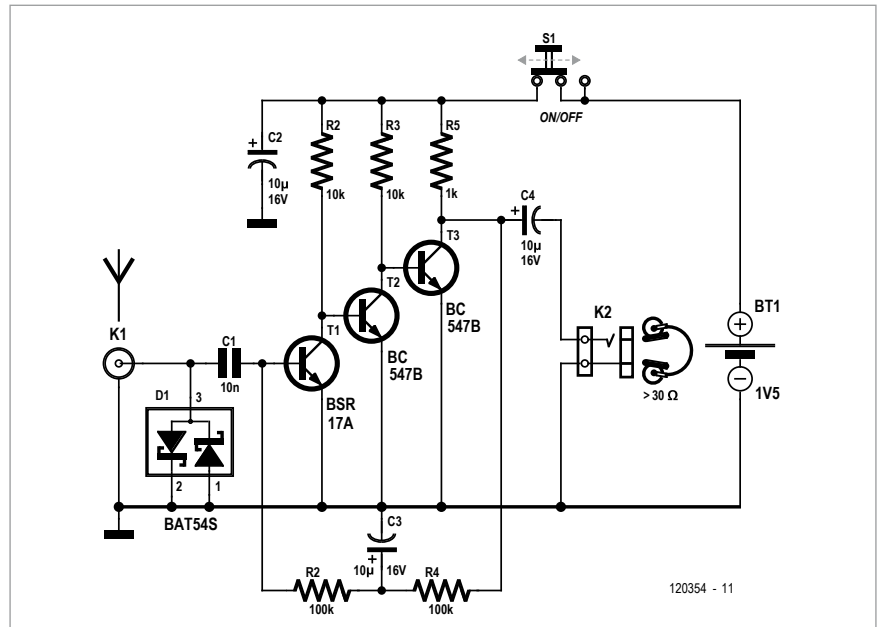 S1
ON/OFF
R2
R3
R5
+
C2
10µ
16V
10k
10k
1k
C4
+
10µ
16V
T3
T2
T1
BC
547B
BC
547B
BSR
17A
K1
C1
10n
D1
3
2
1
BAT54S
K2
> 30 Ω
BT1
+
−
1V5
C3
+
10µ
16V
R2
100k
R4
100k
120354 - 11